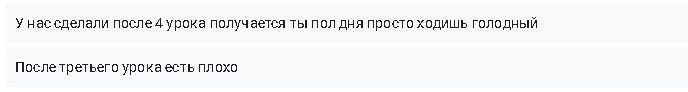 У нас сделали после 4 урока получается ты пол дня просто ходишь голодный
После третьего урока есть плохо